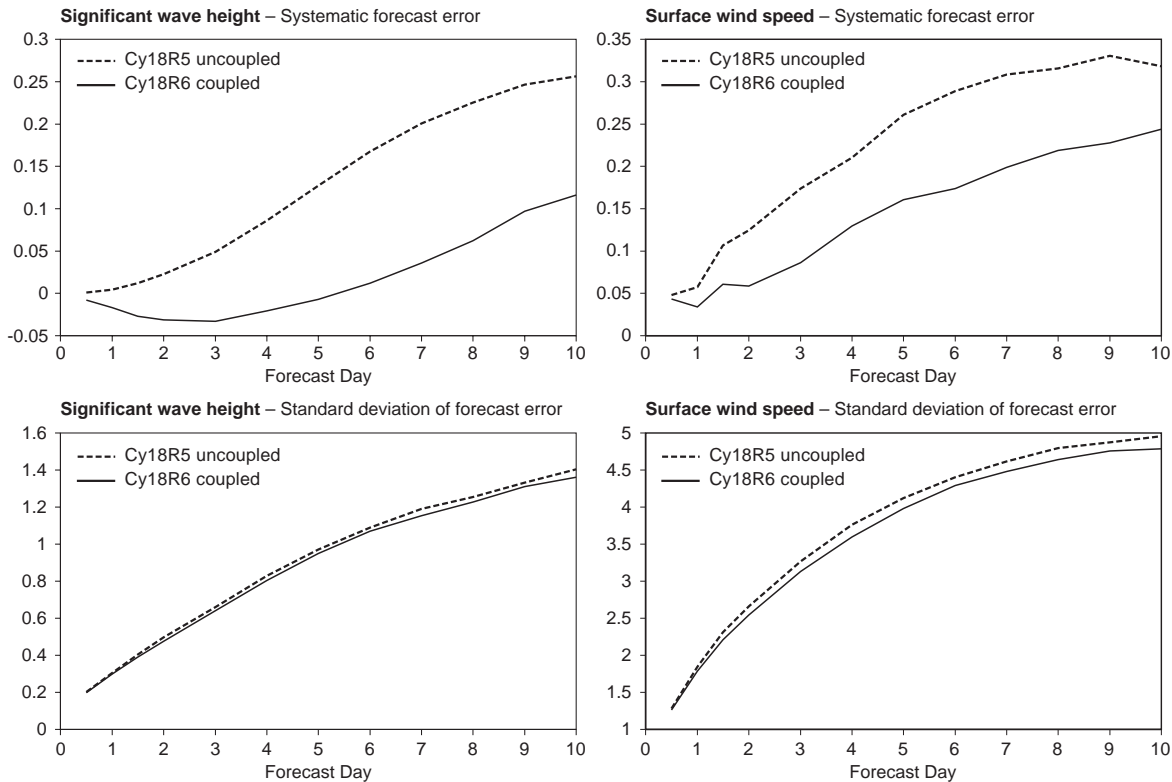 Significant wave height – Systematic forecast error
0.3
0.25
0.2
0.15
0.1
0.05
0
-0.05
Cy18R5 uncoupled
Cy18R6 coupled
0 1 2 3 4 5 6 7 8 9 10
Forecast Day
Surface wind speed – Systematic forecast error
0.35
0.3
0.25
0.2
0.15
0.1
0.05
0
Cy18R5 uncoupled
Cy18R6 coupled
0 1 2 3 4 5 6 7 8 9 10
Forecast Day
Significant wave height – Standard deviation of forecast error
1.6
1.4
1.2
1
0.8
0.6
0.4
0.2
0
Cy18R5 uncoupled
Cy18R6 coupled
0 1 2 3 4 5 6 7 8 9 10
Forecast Day
Surface wind speed – Standard deviation of forecast error
5
4.5
4
3.5
3
2.5
2
1.5
1
Cy18R5 uncoupled
Cy18R6 coupled
0 1 2 3 4 5 6 7 8 9 10
Forecast Day